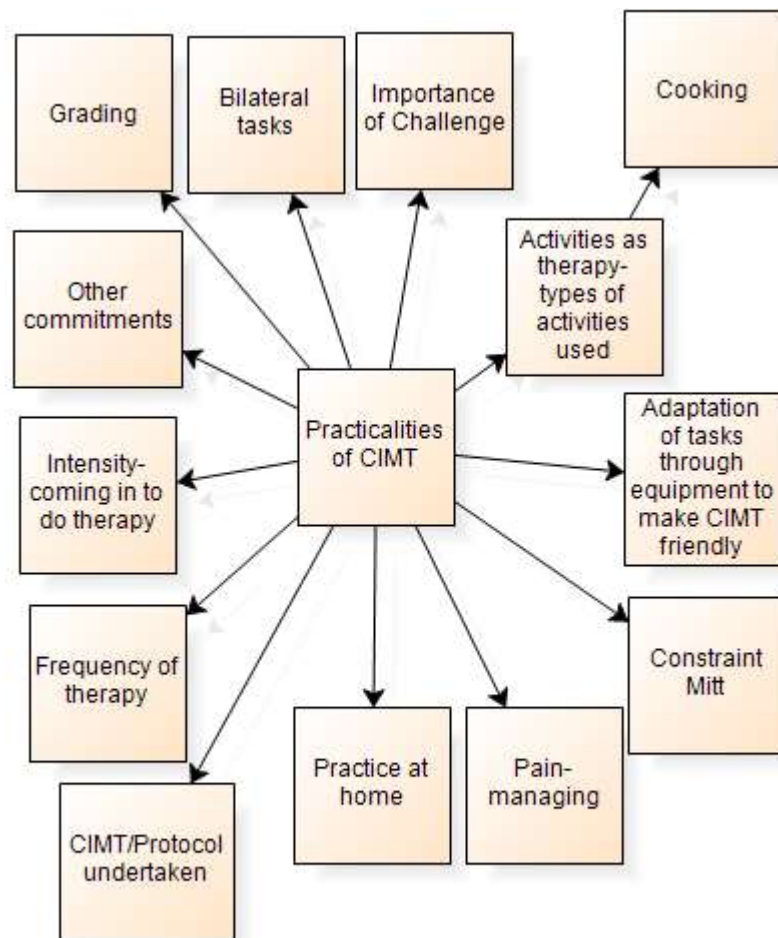 Grading
Bilateral
tasks
Importance
of Challenge
Cooking
Other
commitments
Activities as
therapy-
types of
activities
used
Practicalities
of CIMT
Intensity-
coming in to
do therapy
Adaptation
of tasks
through
equipment to
make CIMT
friendly
Frequency of
therapy
Constraint
Mitt
Practice at
home
Pain-
managing
CIMT/Protocol
undertaken